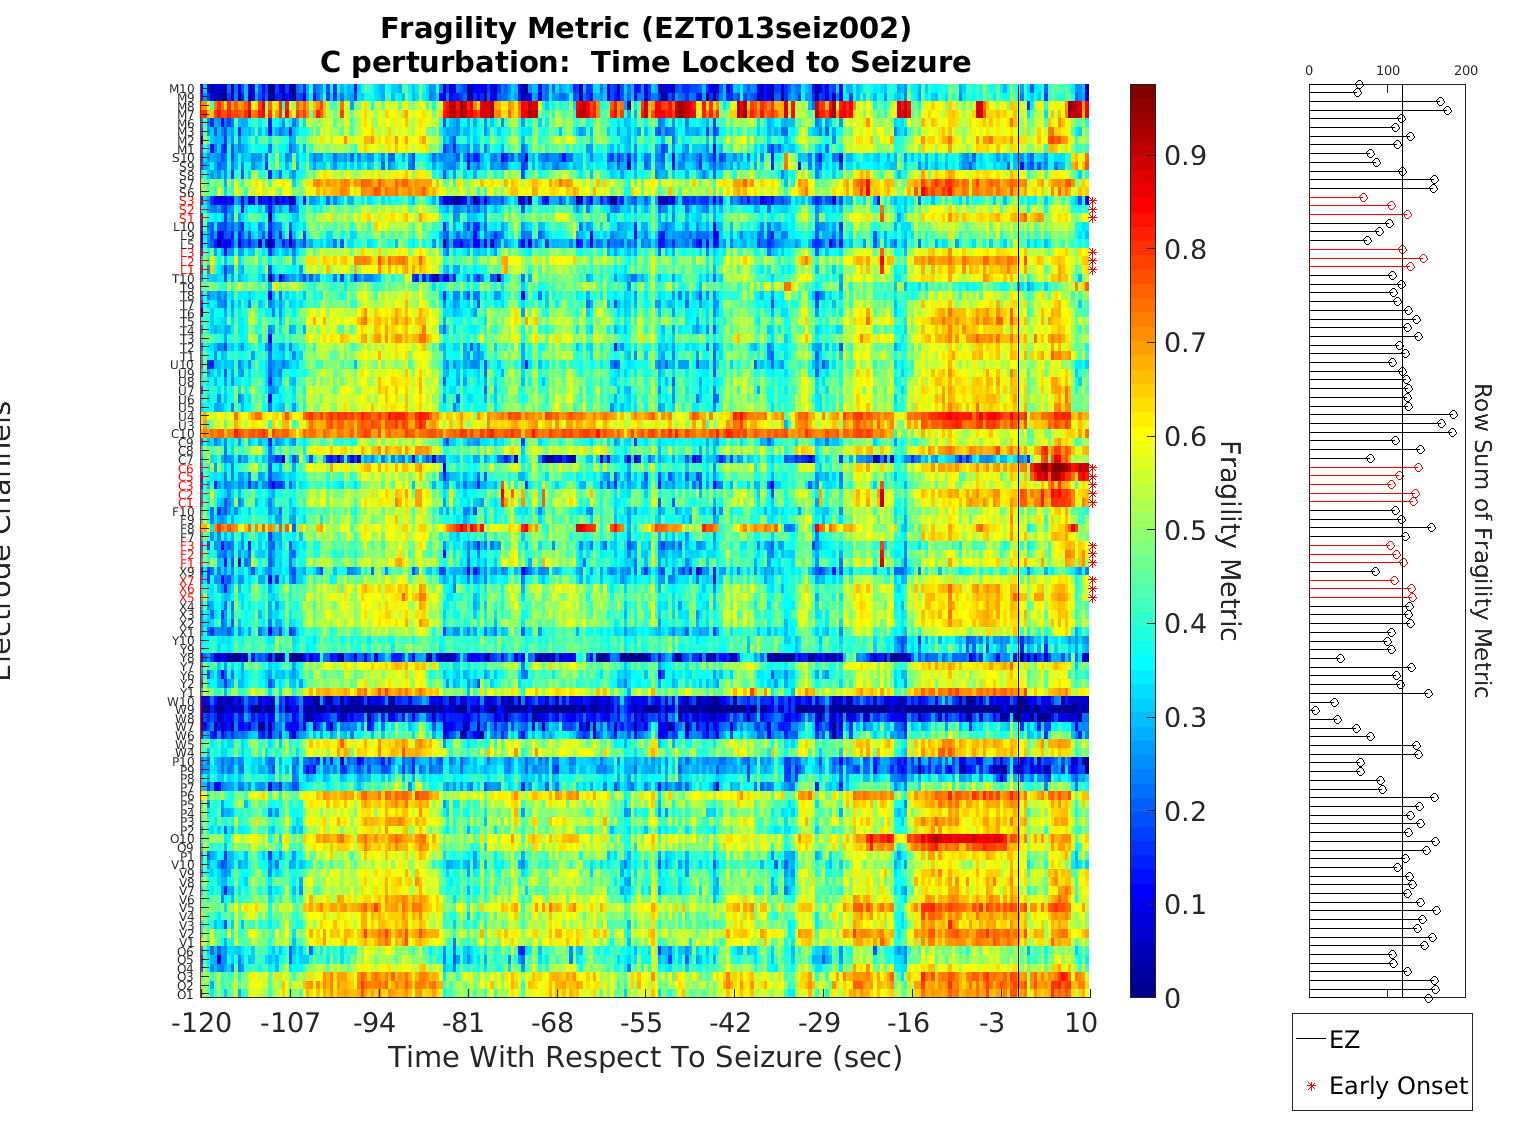 Fragility Metric (EZT013seiz002)
C perturbation:  Time Locked to Seizure
Electrode Channels
M10
M9
M8
M7
M6
M3
M2
M1
S10
S9
S8
S7
S6
S3
S2
S1
L10
L9
L3
L2
L1
T10
T9
T8
T7
T6
T5
T4
T3
T2
T1
U10
U9
U8
U7
U6
U5
U4
U3
C10
C9
C8
C7
C6
C5
C3
C2
C1
F10
F9
F8
F7
F3
F2
F1
X9
X7
X6
X5
X4
X3
X2
X1
Y10
Y9
Y8
Y7
Y6
Y2
Y1
W10
W9
W8
W7
W6
W5
W4
P10
P9
P8
P7
P6
P5
P4
P3
P2
O10
O9
P1
V10
V9
V8
V7
V5
V4
V3
V2
V1
O6
O5
O4
O3
O2
O1
-120 -107 -94 -81 -68 -55 -42 -29 -16 -3 10
Time With Respect To Seizure (sec)
0.9
0.8
0.7
0.6
0.5
0.4
0.3
0.2
0.1
0
Fragility Metric
0 100 200
Row Sum of Fragility Metric
EZ
Early Onset